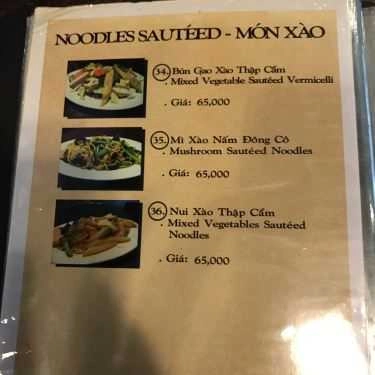 NOODLES SAUTÉED - MÓN XÀO
34. Bún Gạo Xào Thập Cẩm
. Mixed Vegetable Sautéed Vermicelli
. Giá: 65,000
35. Mì Xào Nấm Đông Cô
. Mushroom Sautéed Noodles
. Giá: 65,000
36. Nui Xào Thập Cẩm
. Mixed Vegetables Sautéed
Noodles
. Giá: 65,000